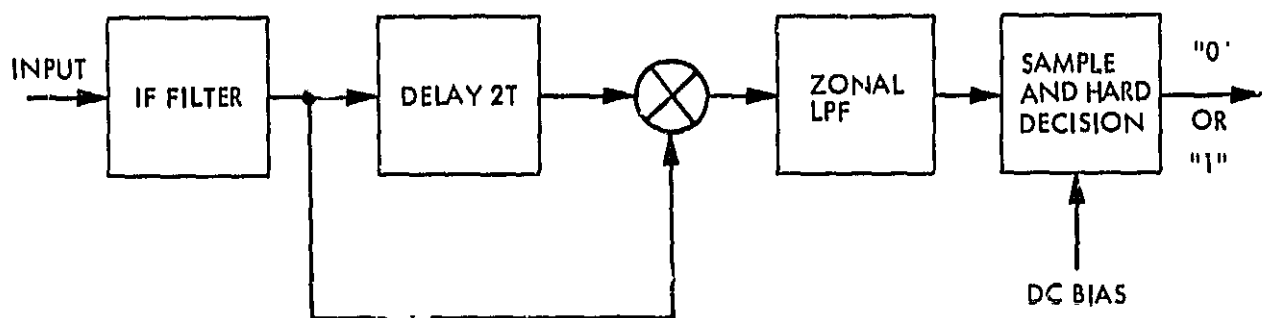 INPUT
IF FILTER
DELAY 2T
ZONAL
LPF
SAMPLE
AND HARD
DECISION
"0'
OR
"1"
DC BIAS